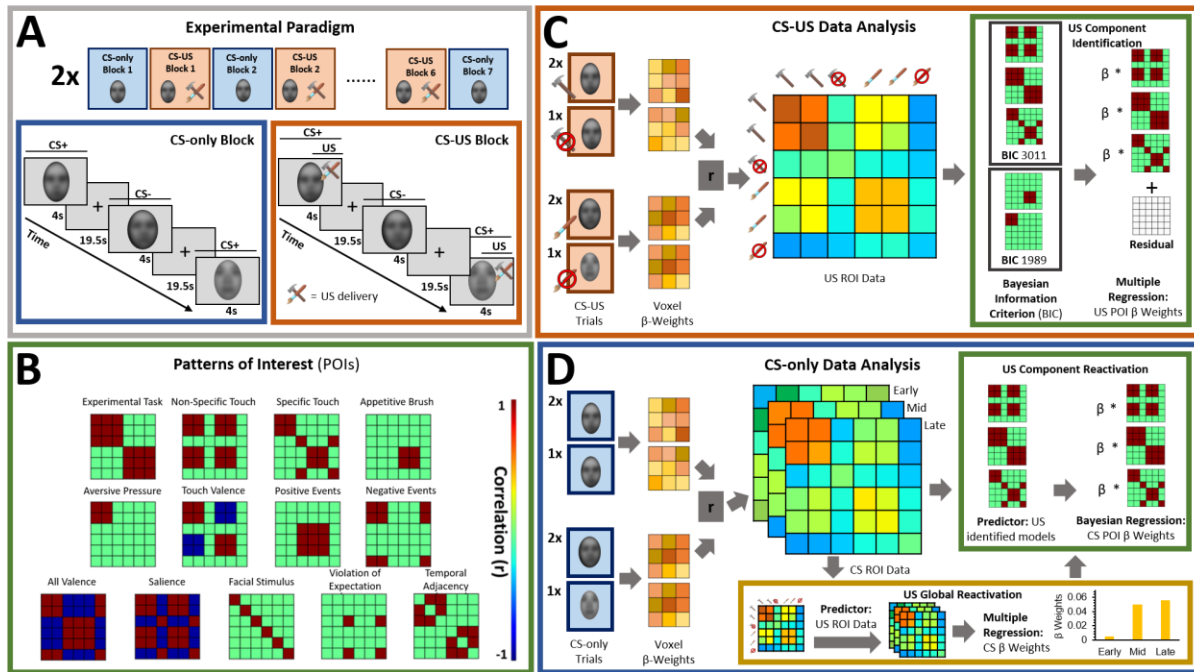 A
Experimental Paradigm
2x
CS-only
Block 1
CS-US
Block 1
CS-only
Block 2
CS-US
Block 2
......
CS-US
Block 6
CS-only
Block 7
CS-only Block
CS+
4s
+
19.5s
CS-
4s
+
19.5s
CS+
4s
Time
CS-US Block
CS+
US
4s
+
19.5s
CS-
4s
+
19.5s
CS+
US
4s
Time
= US delivery
B
Patterns of Interest (POIs)
Experimental Task
Non-Specific Touch
Specific Touch
Appetitive Brush
Aversive Pressure
Touch Valence
Positive Events
Negative Events
All Valence
Salience
Facial Stimulus
Violation of
Expectation
Temporal
Adjacency
1
Correlation (r)
-1
C
CS-US Data Analysis
2x
1x
2x
1x
CS-US
Trials
Voxel
β-Weights
r
US ROI Data
US Component
Identification
BIC 3011
BIC 1989
Bayesian
Information
Criterion (BIC)
β *
β *
β *
+
Residual
Multiple
Regression:
US POI β Weights
D
CS-only Data Analysis
2x
1x
2x
1x
CS-only
Trials
Voxel
β-Weights
r
Early
Mid
Late
CS ROI Data
US Component Reactivation
β *
β *
β *
Predictor: US
identified models
Bayesian Regression:
CS POI β Weights
US Global Reactivation
Predictor:
US ROI Data
Multiple
Regression:
CS β Weights
β Weights
0.06
0.04
0.02
0
Early
Mid
Late